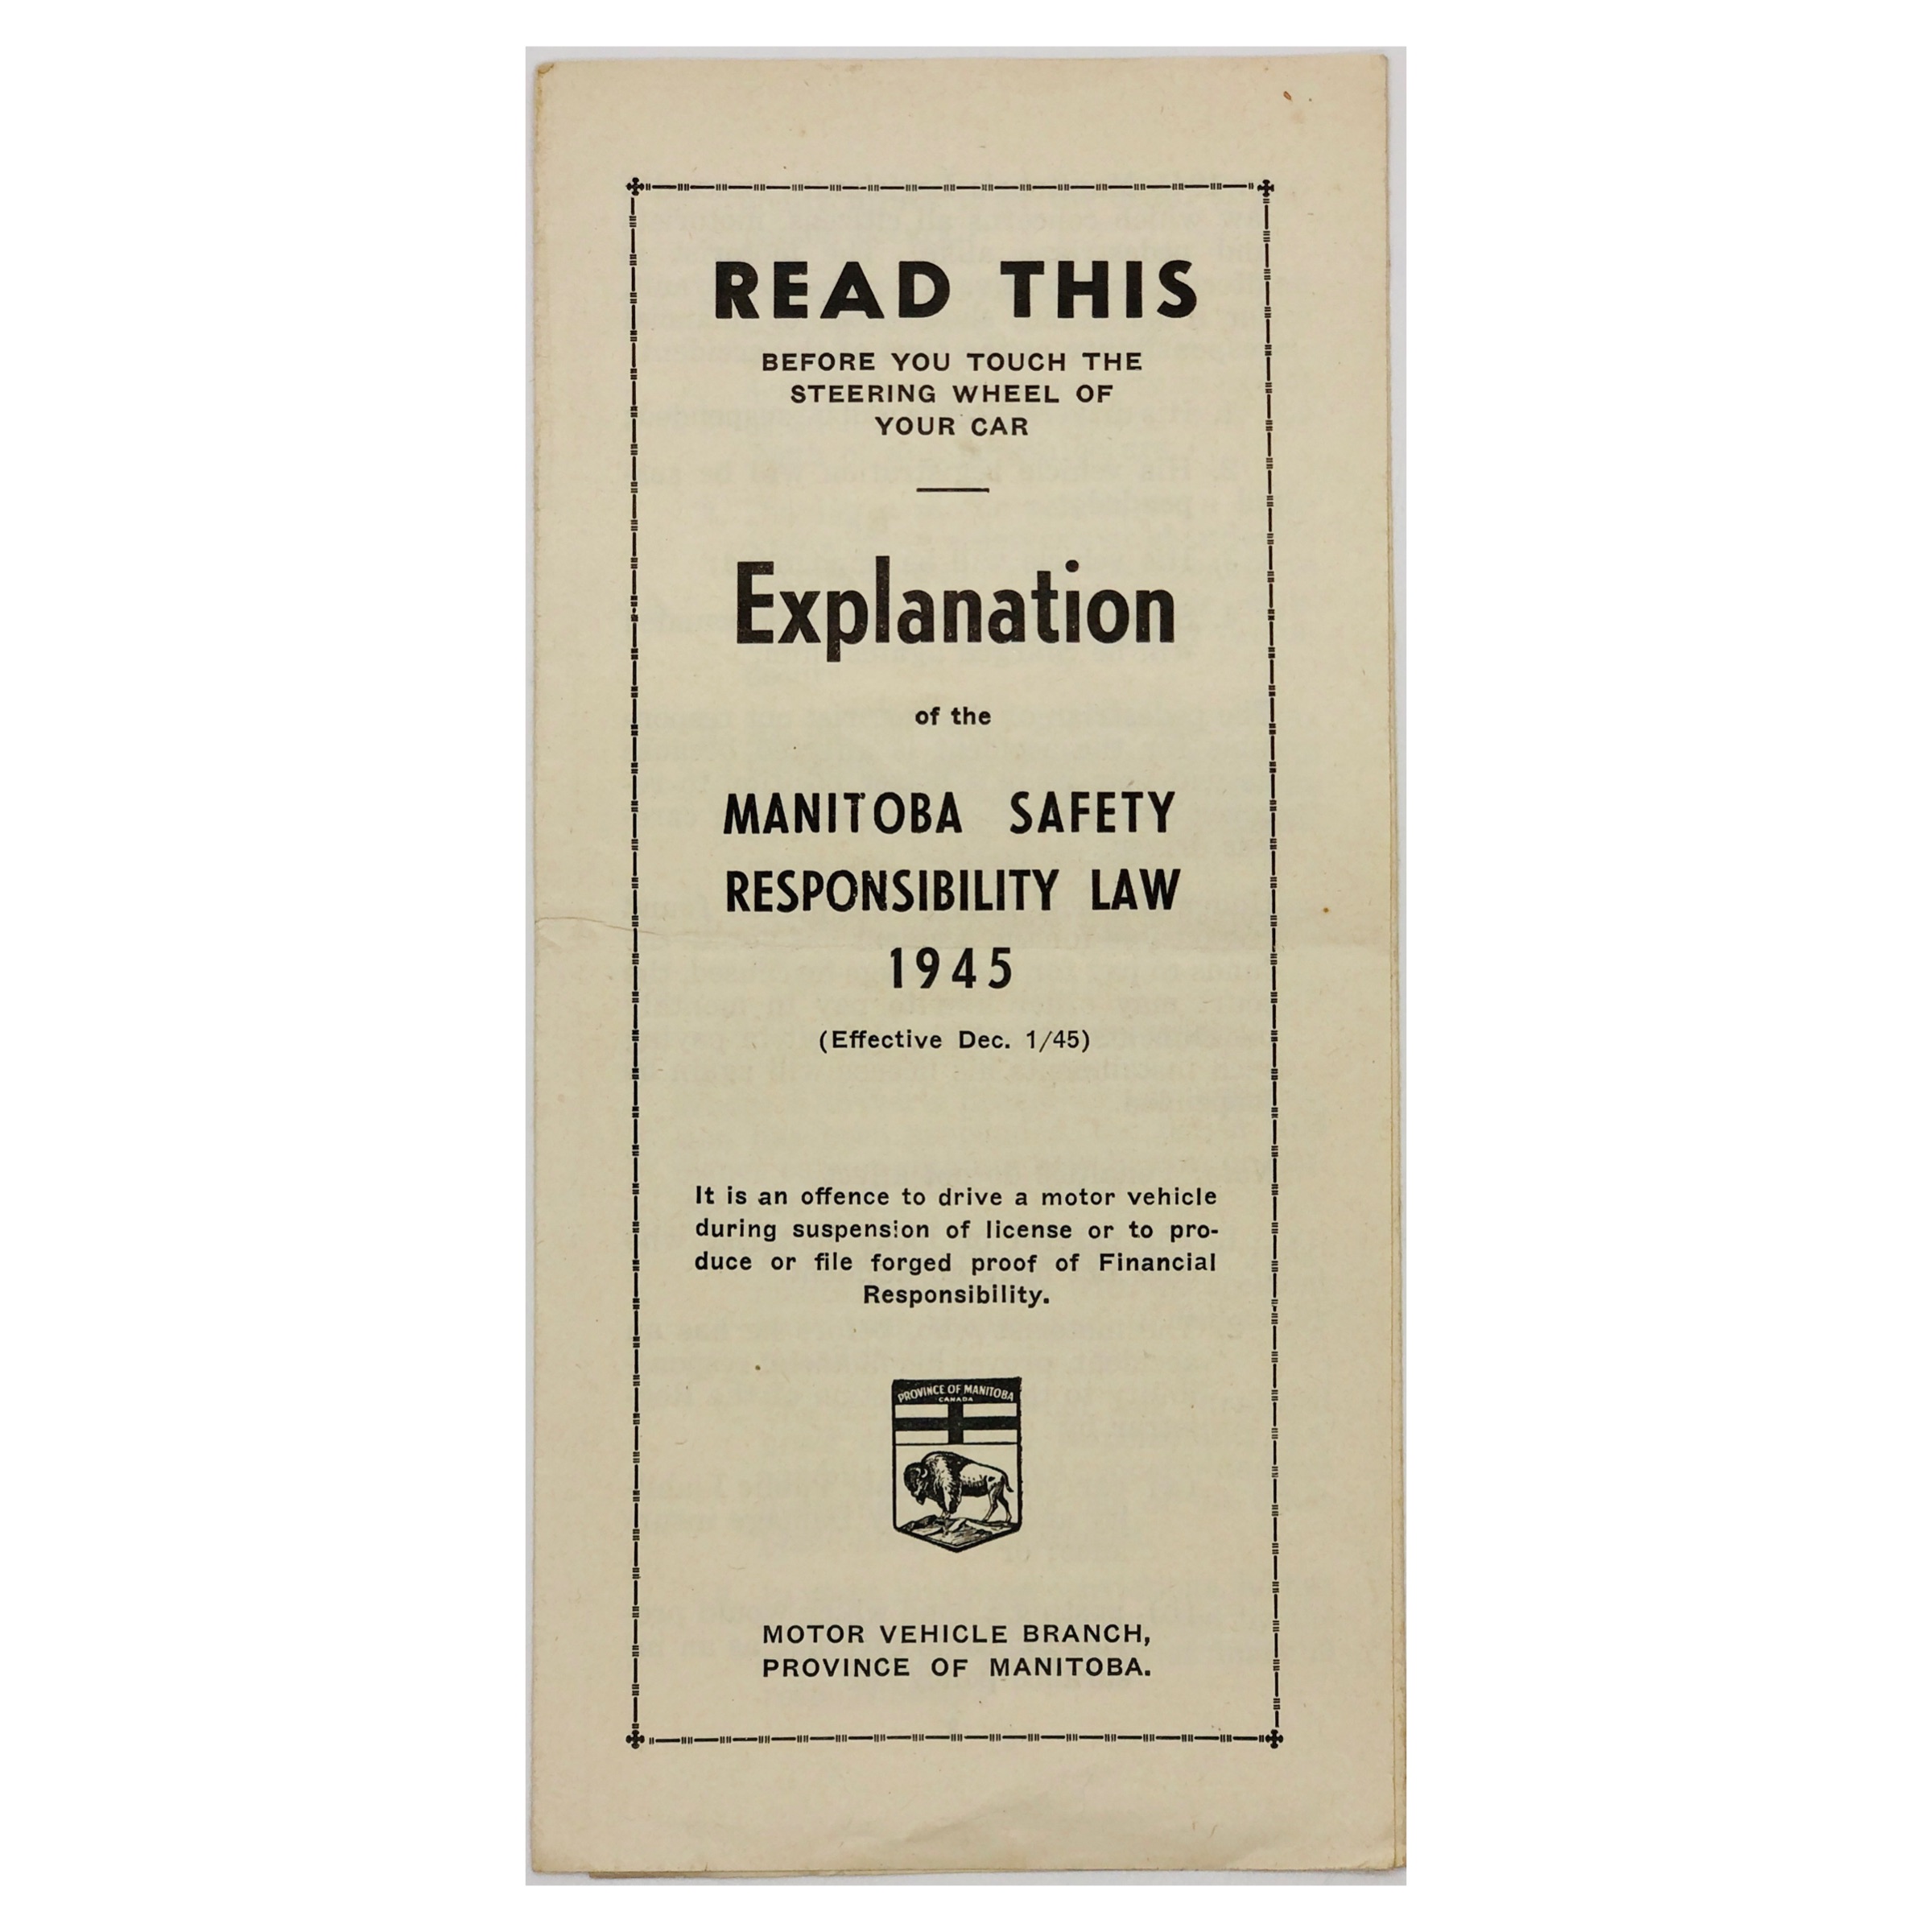 READ THIS
BEFORE YOU TOUCH THE
STEERING WHEEL OF
YOUR CAR
Explanation
of the
MANITOBA SAFETY
RESPONSIBILITY LAW
1945
(Effective Dec. 1/45)
It is an offence to drive a motor vehicle
during suspension of license or to pro-
duce or file forged proof of Financial
Responsibility.
PROVINCE OF MANITOBA
CANADA
MOTOR VEHICLE BRANCH,
PROVINCE OF MANITOBA.